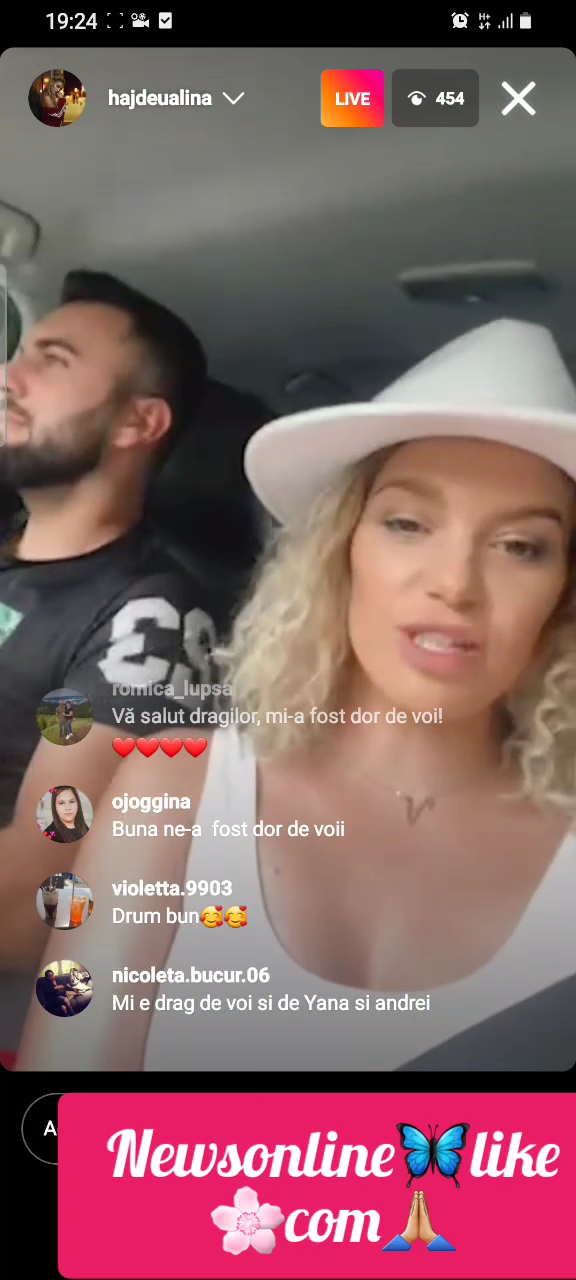 19:24
H+
hajdeualina
LIVE
454
23
romica_lupsa
Vă salut dragilor, mi-a fost dor de voi!
❤️❤️❤️❤️
ojoggina
Buna ne-a fost dor de voii
violetta.9903
Drum bun🥰🥰
nicoleta.bucur.06
Mi e drag de voi si de Yana si andrei
Newsonline🦋like
🌸com🙏🏼